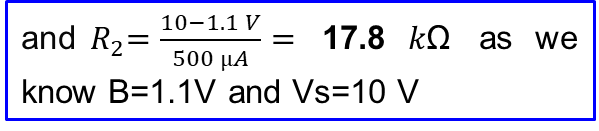 and R₂= (10−1.1 V)/(500 μA) = 17.8 kΩ as we
know B=1.1V and Vs=10 V